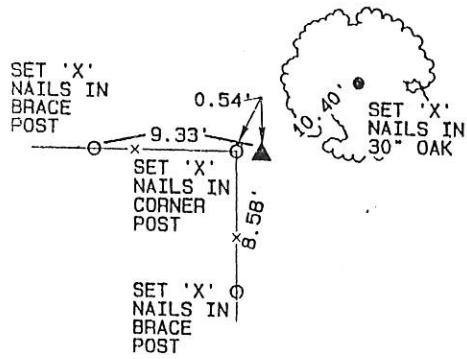 SET 'X'
NAILS IN
BRACE
POST
0.54'
9.33'
10.40'
SET 'X'
NAILS IN
30" OAK
SET 'X'
NAILS IN
CORNER
POST
8.58'
SET 'X'
NAILS IN
BRACE
POST